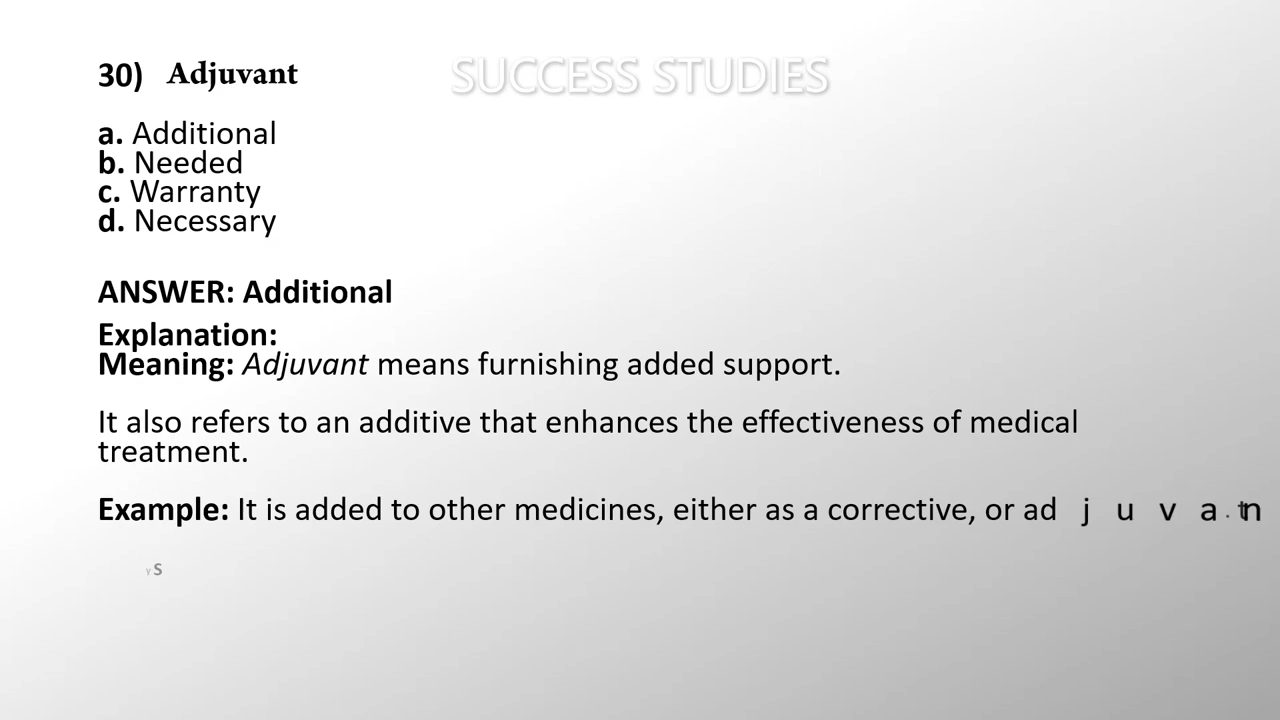 30) Adjuvant
SUCCESS STUDIES
a. Additional
b. Needed
c. Warranty
d. Necessary
ANSWER: Additional
Explanation:
Meaning: Adjuvant means furnishing added support.
It also refers to an additive that enhances the effectiveness of medical
treatment.
Example: It is added to other medicines, either as a corrective, or adjuvant.